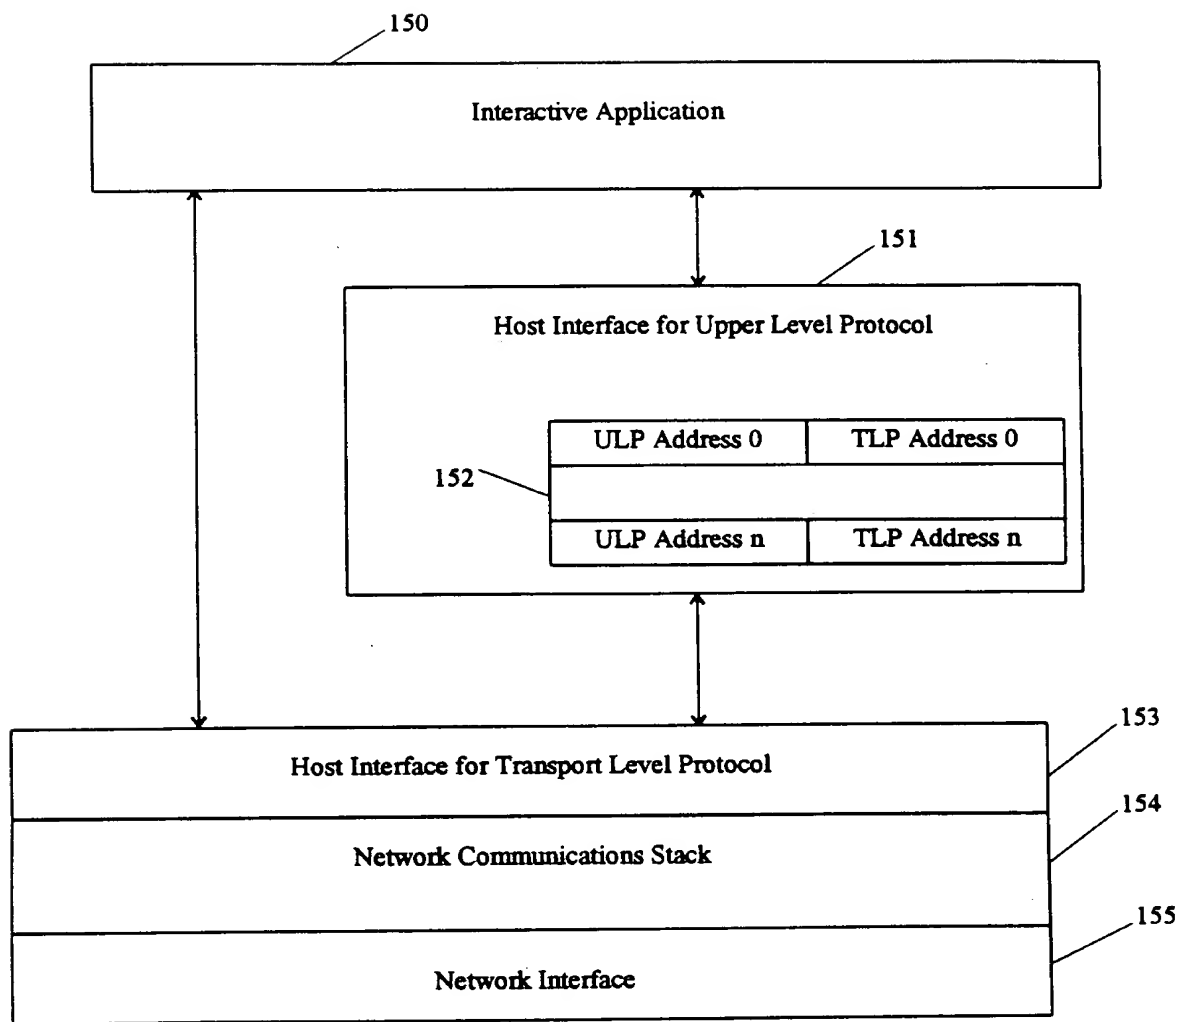 150
Interactive Application
151
Host Interface for Upper Level Protocol
ULP Address 0 TLP Address 0
152
ULP Address n TLP Address n
153
Host Interface for Transport Level Protocol
154
Network Communications Stack
155
Network Interface